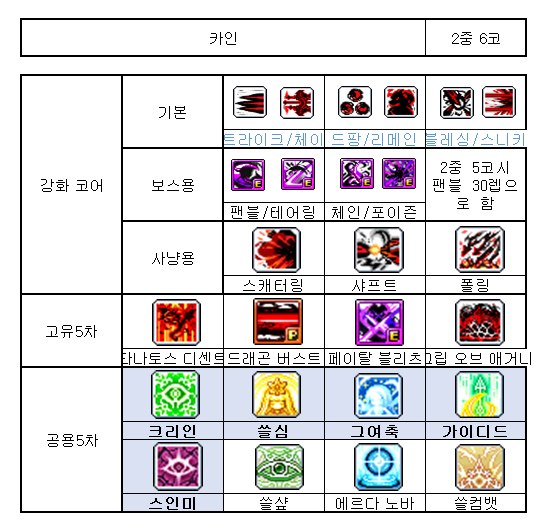 카인 2중 6코
기본
트라이크/체이 드팡/리메인 블레싱/스니키
강화 코어 보스용 2중 5코시
팬블 30렙으
로 함
팬블/테어링 체인/포이즌
사냥용
스캐터링 샤프트 폴링
고유5차
타나토스 디센트 드래곤 버스트 페이탈 블리츠 그립 오브 애거니
공용5차
크리인 쓸심 그여축 가이디드
스인미 쓸샾 메르다 노바 쓸컴뱃